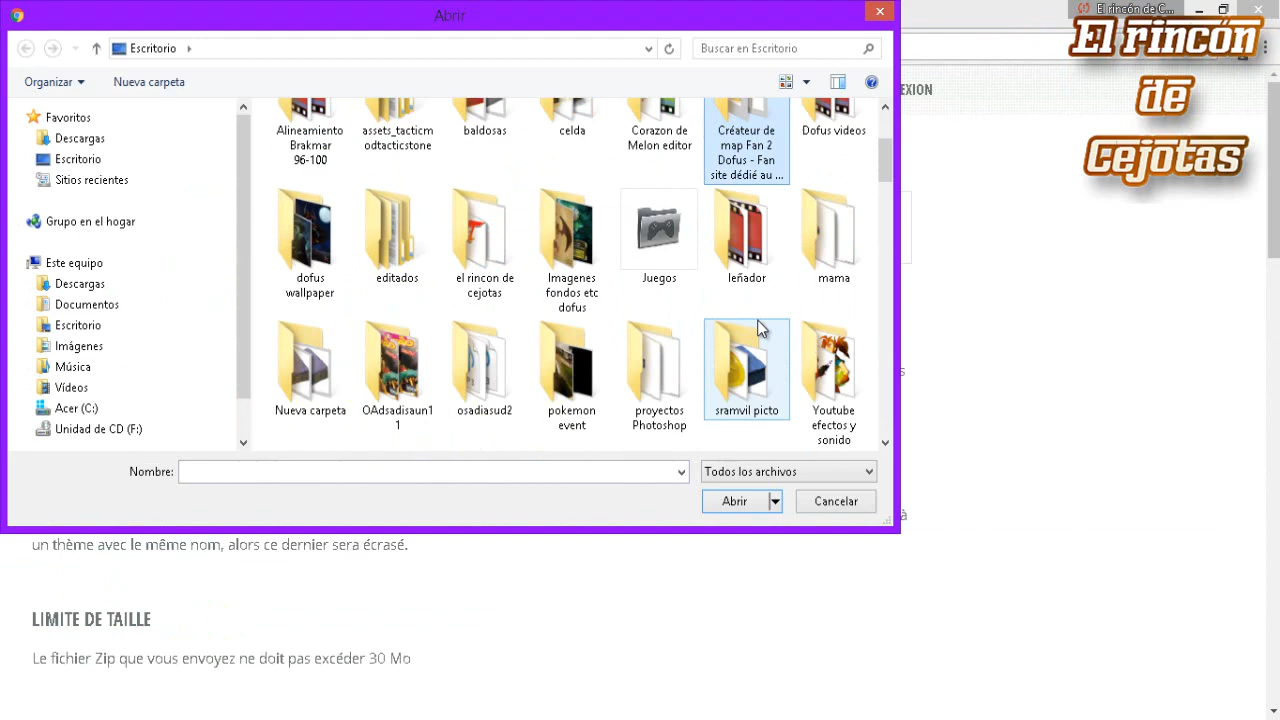 Abrir
El rincón de C...
Escritorio
Buscar en Escritorio
El rincón
de
Cejotas
Organizar
Nueva carpeta
EXION
Favoritos
Descargas
Escritorio
Sitios recientes
Grupo en el hogar
Este equipo
Descargas
Documentos
Escritorio
Imágenes
Música
Vídeos
Acer (C:)
Unidad de CD (F:)
Alineamiento
Brakmar
96-100
assets_tacticm
odtacticstone
baldosas
celda
Corazon de
Melon editor
Créateur de
map Fan 2
Dofus - Fan
site dédié au ...
Dofus videos
dofus
wallpaper
editados
el rincon de
cejotas
Imagenes
fondos etc
dofus
Juegos
leñador
mama
Nueva carpeta
OAdsadisaun1
1
osadiasud2
pokemon
event
proyectos
Photoshop
sramvil picto
Youtube
efectos y
sonido
s
Nombre:
Todos los archivos
Abrir
Cancelar
à
un thème avec le même nom, alors ce dernier sera écrasé.
LIMITE DE TAILLE
Le fichier Zip que vous envoyez ne doit pas excéder 30 Mo